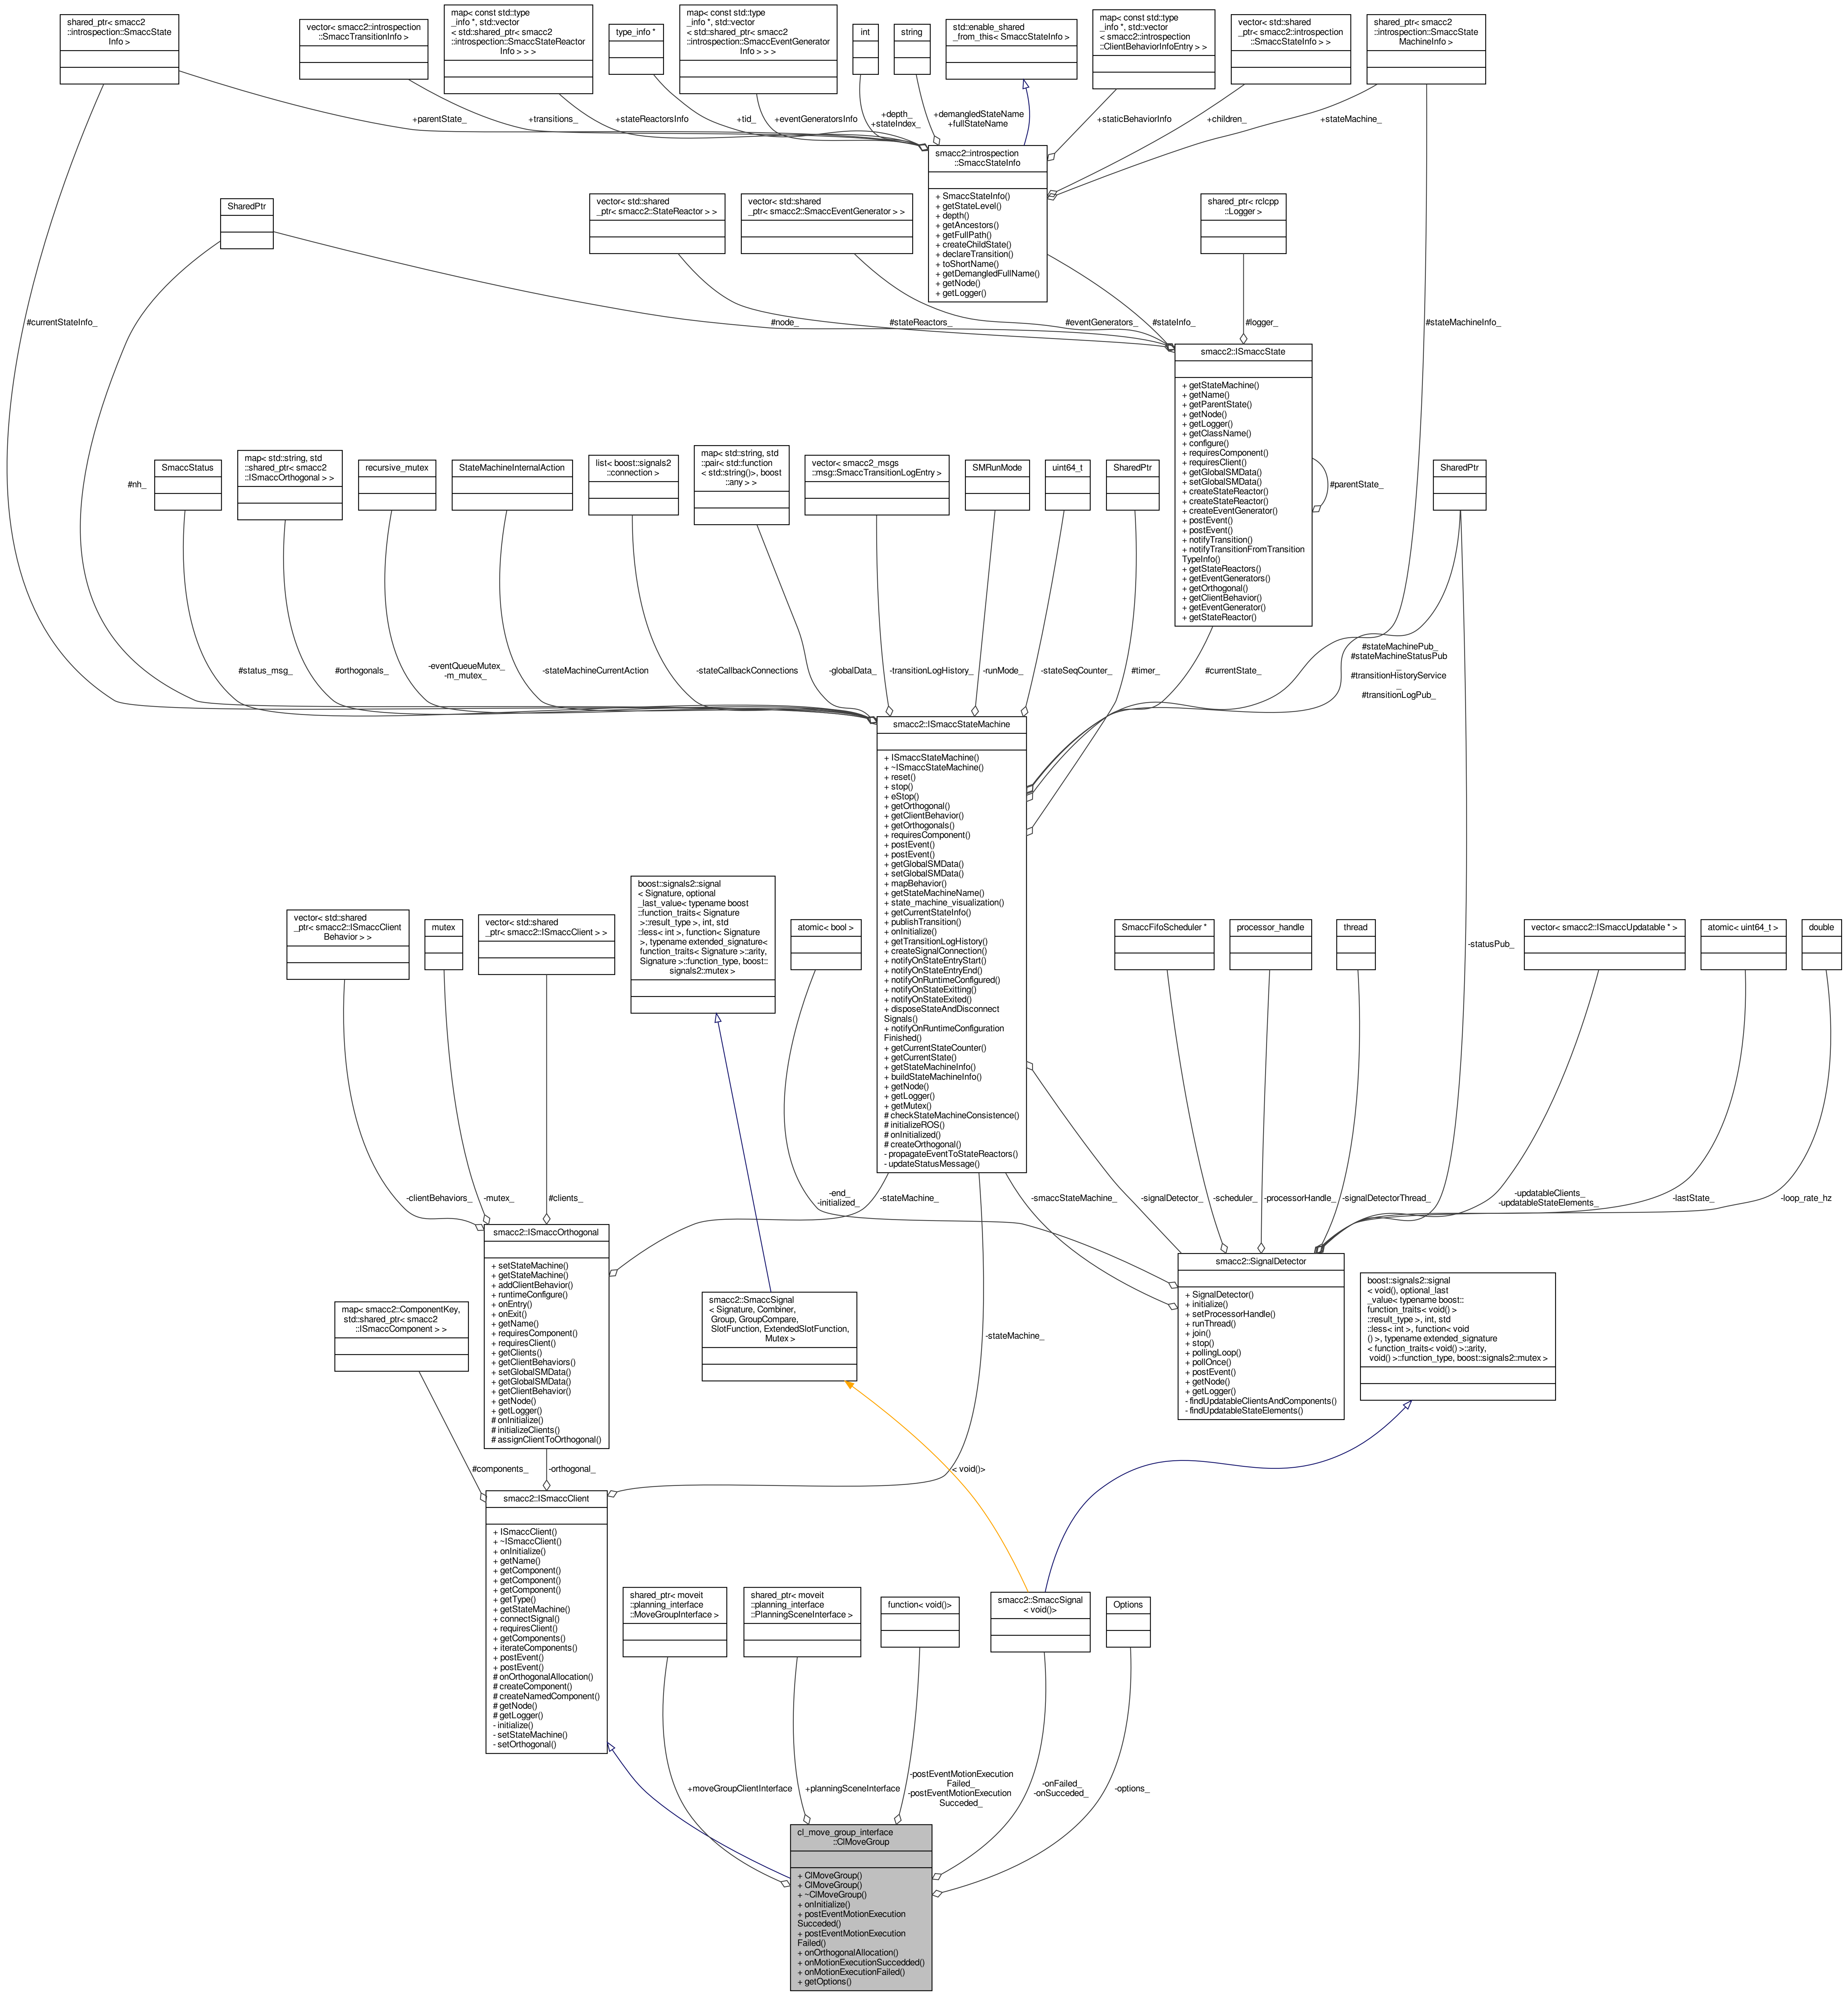 shared_ptr< smacc2
::introspection::SmaccState
Info >
vector< smacc2::introspection
::SmaccTransitionInfo >
map< const std::type
_info *, std::vector
< std::shared_ptr< smacc2
::introspection::SmaccStateReactor
Info > > >
type_info *
map< const std::type
_info *, std::vector
< std::shared_ptr< smacc2
::introspection::SmaccEventGenerator
Info > > >
int
string
std::enable_shared
_from_this< SmaccStateInfo >
map< const std::type
_info *, std::vector
< smacc2::introspection
::ClientBehaviorInfoEntry > >
vector< std::shared
_ptr< smacc2::introspection
::SmaccStateInfo > >
shared_ptr< smacc2
::introspection::SmaccState
MachineInfo >
+parentState_
+transitions_
+stateReactorsInfo
+tid_
+eventGeneratorsInfo
+depth_
+stateIndex_
+demangledStateName
+fullStateName
+staticBehaviorInfo
+children_
+stateMachine_
smacc2::introspection
::SmaccStateInfo
+ SmaccStateInfo()
+ getStateLevel()
+ depth()
+ getAncestors()
+ getFullPath()
+ createChildState()
+ declareTransition()
+ toShortName()
+ getDemangledFullName()
+ getNode()
+ getLogger()
SharedPtr
vector< std::shared
_ptr< smacc2::StateReactor > >
vector< std::shared
_ptr< smacc2::SmaccEventGenerator > >
shared_ptr< rclcpp
::Logger >
#currentStateInfo_
#node_
#stateReactors_
#eventGenerators_
#stateInfo_
#logger_
#stateMachineInfo_
smacc2::ISmaccState
+ getStateMachine()
+ getName()
+ getParentState()
+ getNode()
+ getLogger()
+ getClassName()
+ configure()
+ requiresComponent()
+ requiresClient()
+ getGlobalSMData()
+ setGlobalSMData()
+ createStateReactor()
+ createStateReactor()
+ createEventGenerator()
+ postEvent()
+ postEvent()
+ notifyTransition()
+ notifyTransitionFromTransition
TypeInfo()
+ getStateReactors()
+ getEventGenerators()
+ getOrthogonal()
+ getClientBehavior()
+ getEventGenerator()
+ getStateReactor()
#parentState_
#nh_
SmaccStatus
map< std::string, std
::shared_ptr< smacc2
::ISmaccOrthogonal > >
recursive_mutex
StateMachineInternalAction
list< boost::signals2
::connection >
map< std::string, std
::pair< std::function
< std::string()>, boost
::any > >
vector< smacc2_msgs
::msg::SmaccTransitionLogEntry >
SMRunMode
uint64_t
SharedPtr
SharedPtr
#status_msg_
#orthogonals_
-eventQueueMutex_
-m_mutex_
-stateMachineCurrentAction
-stateCallbackConnections
-globalData_
-transitionLogHistory_
-runMode_
-stateSeqCounter_
#timer_
#currentState_
#stateMachinePub_
#stateMachineStatusPub
_
#transitionHistoryService
_
#transitionLogPub_
smacc2::ISmaccStateMachine
+ ISmaccStateMachine()
+ ~ISmaccStateMachine()
+ reset()
+ stop()
+ eStop()
+ getOrthogonal()
+ getClientBehavior()
+ getOrthogonals()
+ requiresComponent()
+ postEvent()
+ postEvent()
+ getGlobalSMData()
+ setGlobalSMData()
+ mapBehavior()
+ getStateMachineName()
+ state_machine_visualization()
+ getCurrentStateInfo()
+ publishTransition()
+ onInitialize()
+ getTransitionLogHistory()
+ createSignalConnection()
+ notifyOnStateEntryStart()
+ notifyOnStateEntryEnd()
+ notifyOnRuntimeConfigured()
+ notifyOnStateExitting()
+ notifyOnStateExited()
+ disposeStateAndDisconnect
Signals()
+ notifyOnRuntimeConfiguration
Finished()
+ getCurrentStateCounter()
+ getCurrentState()
+ getStateMachineInfo()
+ buildStateMachineInfo()
+ getNode()
+ getLogger()
+ getMutex()
# checkStateMachineConsistence()
# initializeROS()
# onInitialized()
# createOrthogonal()
- propagateEventToStateReactors()
- updateStatusMessage()
vector< std::shared
_ptr< smacc2::ISmaccClient
Behavior > >
mutex
vector< std::shared
_ptr< smacc2::ISmaccClient > >
boost::signals2::signal
< Signature, optional
_last_value< typename boost
::function_traits< Signature
>::result_type >, int, std
::less< int >, function< Signature
>, typename extended_signature<
function_traits< Signature >::arity,
Signature >::function_type, boost::
signals2::mutex >
atomic< bool >
SmaccFifoScheduler *
processor_handle
thread
-statusPub_
vector< smacc2::ISmaccUpdatable * >
atomic< uint64_t >
double
-clientBehaviors_
-mutex_
#clients_
-end_
-initialized_
-stateMachine_
-smaccStateMachine_
-signalDetector_
-scheduler_
-processorHandle_
-signalDetectorThread_
-updatableClients_
-updatableStateElements_
-lastState_
-loop_rate_hz
smacc2::ISmaccOrthogonal
+ setStateMachine()
+ getStateMachine()
+ addClientBehavior()
+ runtimeConfigure()
+ onEntry()
+ onExit()
+ getName()
+ requiresComponent()
+ requiresClient()
+ getClients()
+ getClientBehaviors()
+ setGlobalSMData()
+ getGlobalSMData()
+ getClientBehavior()
+ getNode()
+ getLogger()
# onInitialize()
# initializeClients()
# assignClientToOrthogonal()
smacc2::SignalDetector
+ SignalDetector()
+ initialize()
+ setProcessorHandle()
+ runThread()
+ join()
+ stop()
+ pollingLoop()
+ pollOnce()
+ postEvent()
+ getNode()
+ getLogger()
- findUpdatableClientsAndComponents()
- findUpdatableStateElements()
map< smacc2::ComponentKey,
std::shared_ptr< smacc2
::ISmaccComponent > >
smacc2::SmaccSignal
< Signature, Combiner,
Group, GroupCompare,
SlotFunction, ExtendedSlotFunction,
Mutex >
-stateMachine_
boost::signals2::signal
< void(), optional_last
_value< typename boost::
function_traits< void() >
::result_type >, int, std
::less< int >, function< void
() >, typename extended_signature
< function_traits< void() >::arity,
void() >::function_type, boost::signals2::mutex >
#components_
-orthogonal_
< void()>
smacc2::ISmaccClient
+ ISmaccClient()
+ ~ISmaccClient()
+ onInitialize()
+ getName()
+ getComponent()
+ getComponent()
+ getComponent()
+ getType()
+ getStateMachine()
+ connectSignal()
+ requiresClient()
+ getComponents()
+ iterateComponents()
+ postEvent()
+ postEvent()
# onOrthogonalAllocation()
# createComponent()
# createNamedComponent()
# getNode()
# getLogger()
- initialize()
- setStateMachine()
- setOrthogonal()
shared_ptr< moveit
::planning_interface
::MoveGroupInterface >
shared_ptr< moveit
::planning_interface
::PlanningSceneInterface >
function< void()>
smacc2::SmaccSignal
< void()>
Options
+moveGroupClientInterface
+planningSceneInterface
-postEventMotionExecution
Failed_
-postEventMotionExecution
Succeded_
-onFailed_
-onSucceded_
-options_
cl_move_group_interface
::ClMoveGroup
+ ClMoveGroup()
+ ClMoveGroup()
+ ~ClMoveGroup()
+ onInitialize()
+ postEventMotionExecution
Succeded()
+ postEventMotionExecution
Failed()
+ onOrthogonalAllocation()
+ onMotionExecutionSuccedded()
+ onMotionExecutionFailed()
+ getOptions()